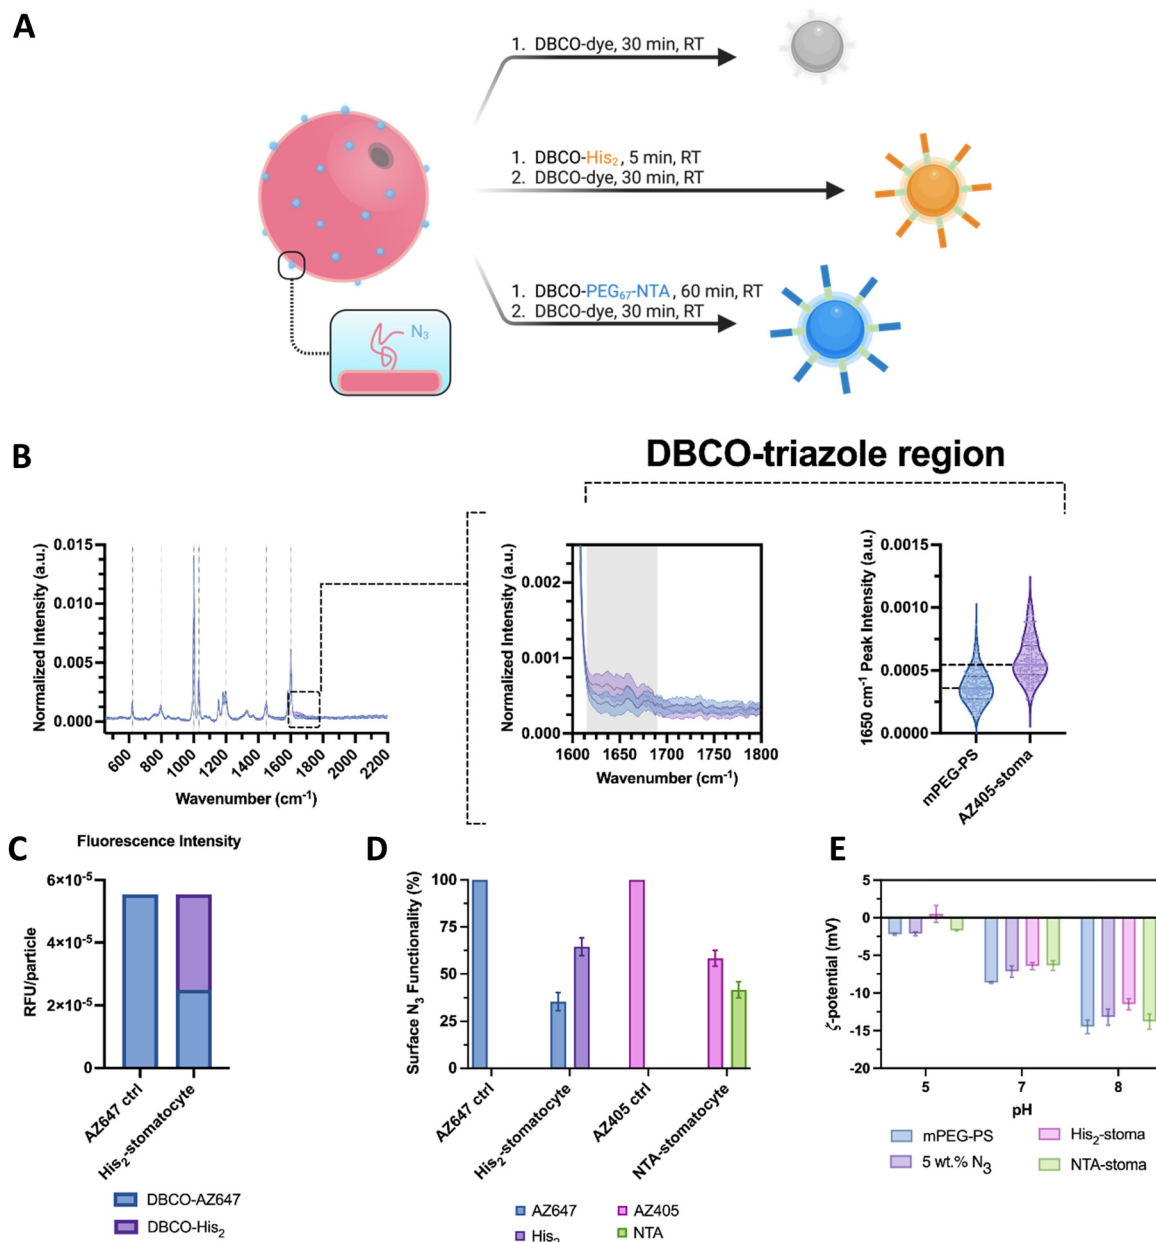 A
1. DBCO-dye, 30 min, RT
1. DBCO-His₂, 5 min, RT
2. DBCO-dye, 30 min, RT
1. DBCO-PEG₆₇-NTA, 60 min, RT
2. DBCO-dye, 30 min, RT
N₃
B
DBCO-triazole region
Normalized Intensity (a.u.)
0.015
0.010
0.005
0.000
600 800 1000 1200 1400 1600 1800 2000 2200
Wavenumber (cm⁻¹)
Normalized Intensity (a.u.)
0.002
0.001
0.000
1600 1650 1700 1750 1800
Wavenumber (cm⁻¹)
1650 cm⁻¹ Peak Intensity (a.u.)
0.0015
0.0010
0.0005
0.0000
mPEG-PS
AZ405-stoma
C
Fluorescence Intensity
RFU/particle
6×10⁻⁵
4×10⁻⁵
2×10⁻⁵
0
AZ647 ctrl
His₂-stomatocyte
DBCO-AZ647
DBCO-His₂
D
Surface N₃ Functionality (%)
100
75
50
25
0
AZ647 ctrl
His₂-stomatocyte
AZ405 ctrl
NTA-stomatocyte
AZ647
AZ405
His₂
NTA
E
ζ-potential (mV)
5
0
-5
-10
-15
-20
5 7 8
pH
mPEG-PS
His₂-stoma
5 wt.% N₃
NTA-stoma